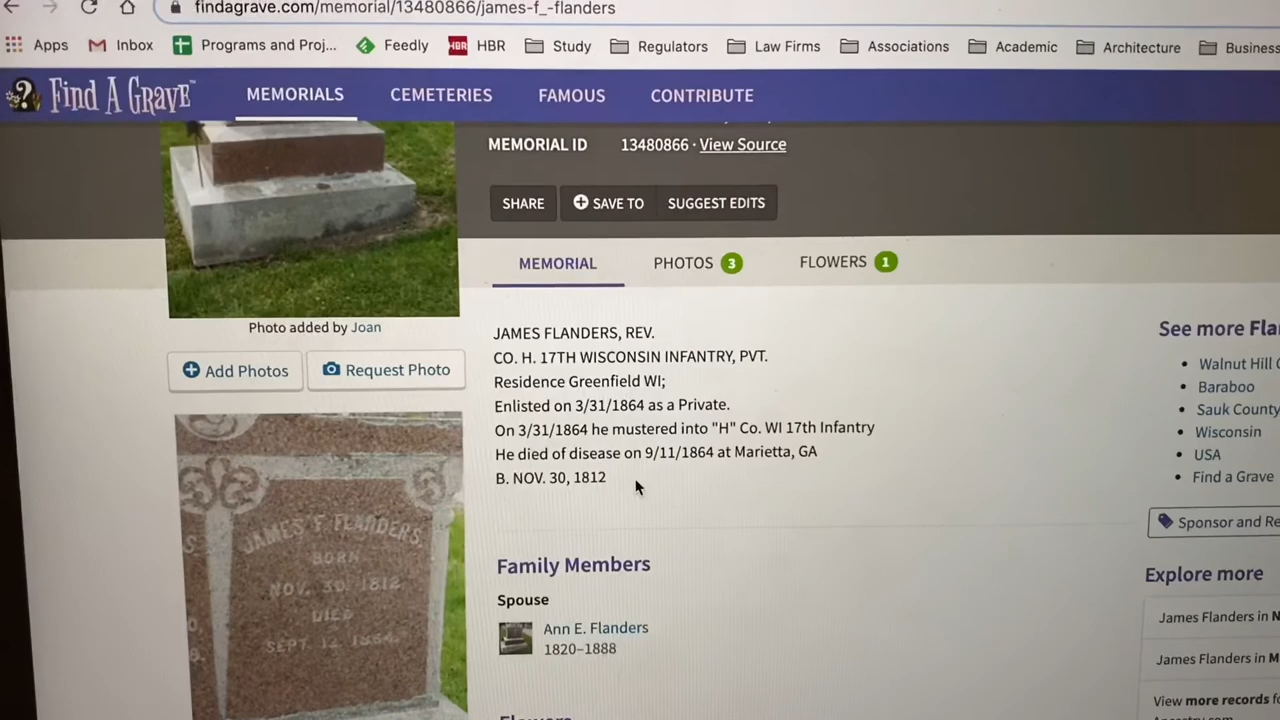 findagrave.com/memorial/13480866/james-f_-flanders
Apps Inbox Programs and Proj... Feedly HBR HBR Study Regulators Law Firms Associations Academic Architecture Business
? FIND A GRAVE™ MEMORIALS CEMETERIES FAMOUS CONTRIBUTE
MEMORIAL ID 13480866 · View Source
SHARE SAVE TO SUGGEST EDITS
MEMORIAL PHOTOS 3 FLOWERS 1
Photo added by Joan
Add Photos Request Photo
JAMES FLANDERS, REV.
CO. H. 17TH WISCONSIN INFANTRY, PVT.
Residence Greenfield WI;
Enlisted on 3/31/1864 as a Private.
On 3/31/1864 he mustered into "H" Co. WI 17th Infantry
He died of disease on 9/11/1864 at Marietta, GA
B. NOV. 30, 1812
JAMES F. FLANDERS,
BORN
NOV. 30, 1812,
DIED
SEPT. 12, 1864.
Family Members
Spouse
Ann E. Flanders
1820–1888
See more Fla
Walnut Hill C
Baraboo
Sauk County
Wisconsin
USA
Find a Grave
Sponsor and Re
Explore more
James Flanders in N
James Flanders in M
View more records fo